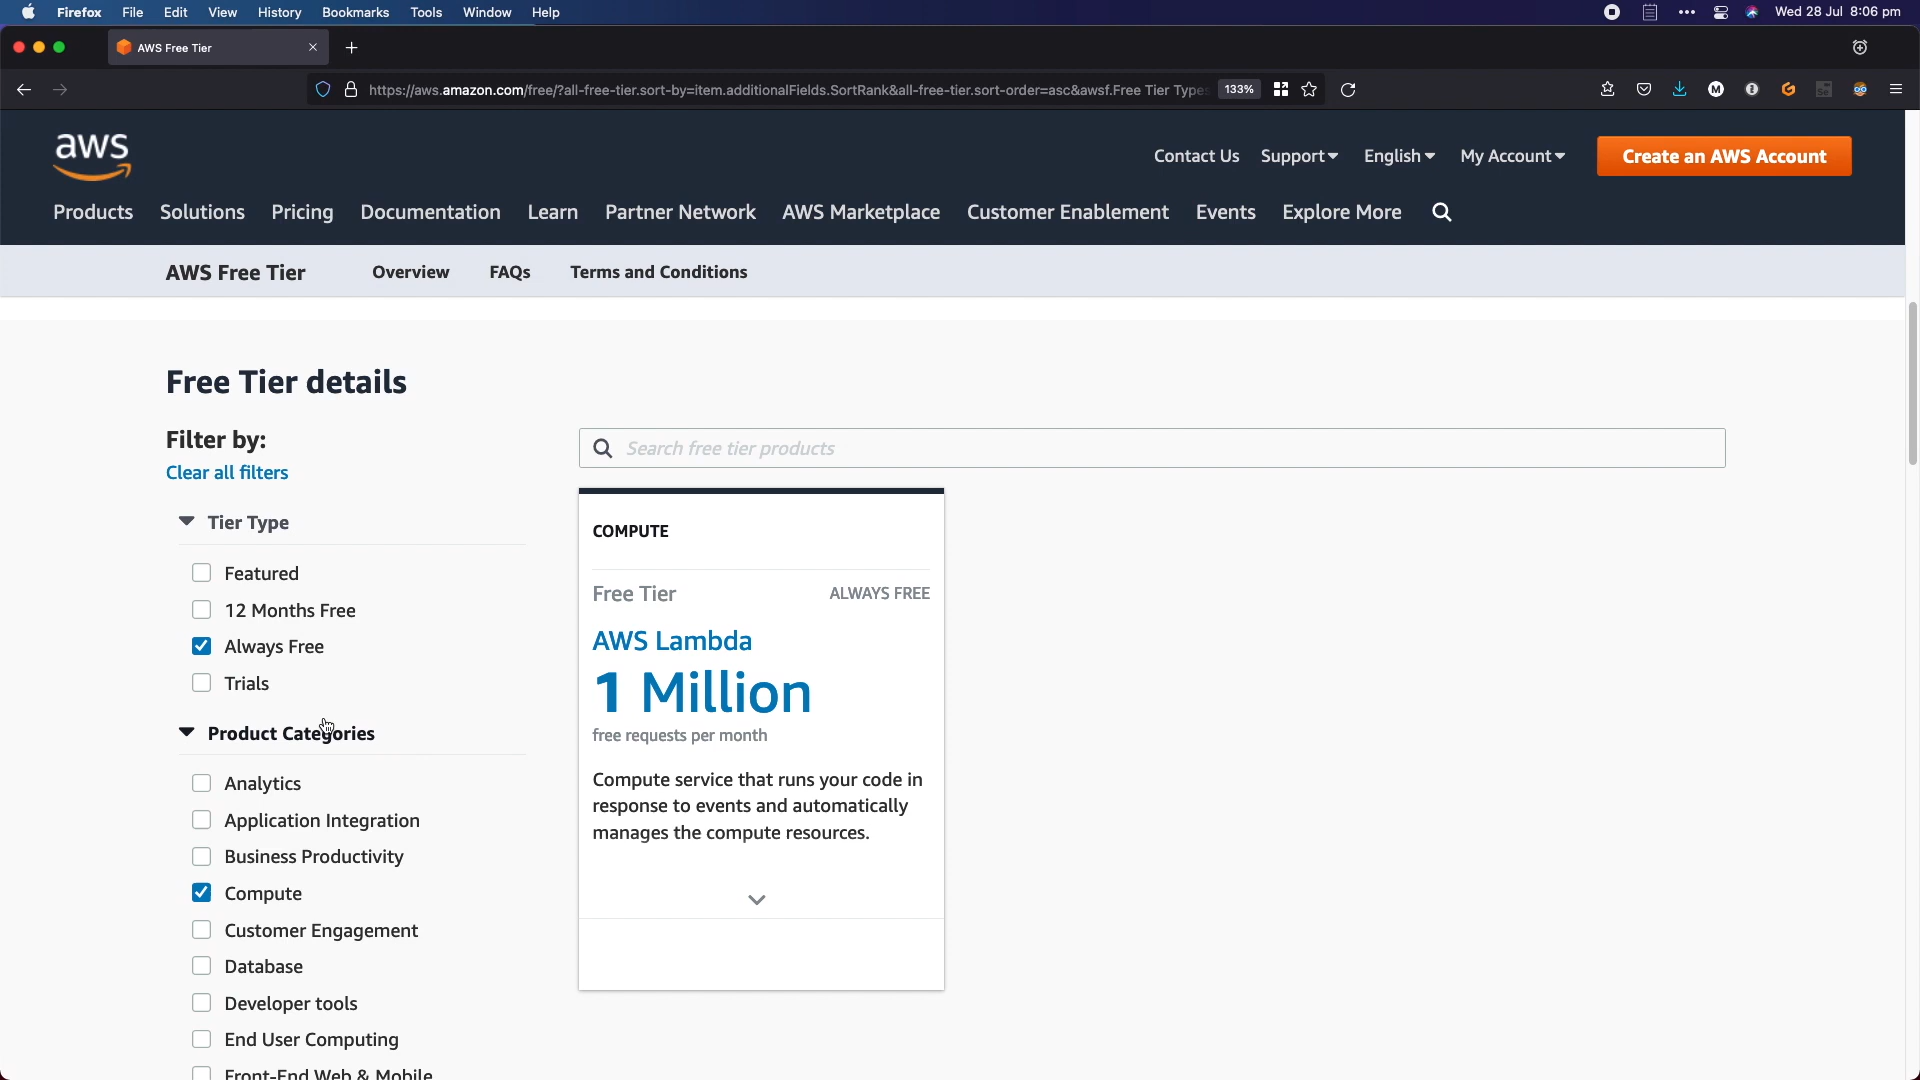 Firefox File Edit View History Bookmarks Tools Window Help Wed 28 Jul 8:06 pm
AWS Free Tier
https://aws.amazon.com/free/?all-free-tier.sort-by=item.additionalFields.SortRank&all-free-tier.sort-order=asc&awsf.Free Tier Types 133%
aws
Contact Us Support English My Account Create an AWS Account
Products Solutions Pricing Documentation Learn Partner Network AWS Marketplace Customer Enablement Events Explore More
AWS Free Tier Overview FAQs Terms and Conditions
Free Tier details
Filter by:
Clear all filters
Search free tier products
Tier Type
Featured
12 Months Free
Always Free
Trials
Product Categories
Analytics
Application Integration
Business Productivity
Compute
Customer Engagement
Database
Developer tools
End User Computing
Front-End Web & Mobile
COMPUTE
Free Tier ALWAYS FREE
AWS Lambda
1 Million
free requests per month
Compute service that runs your code in
response to events and automatically
manages the compute resources.